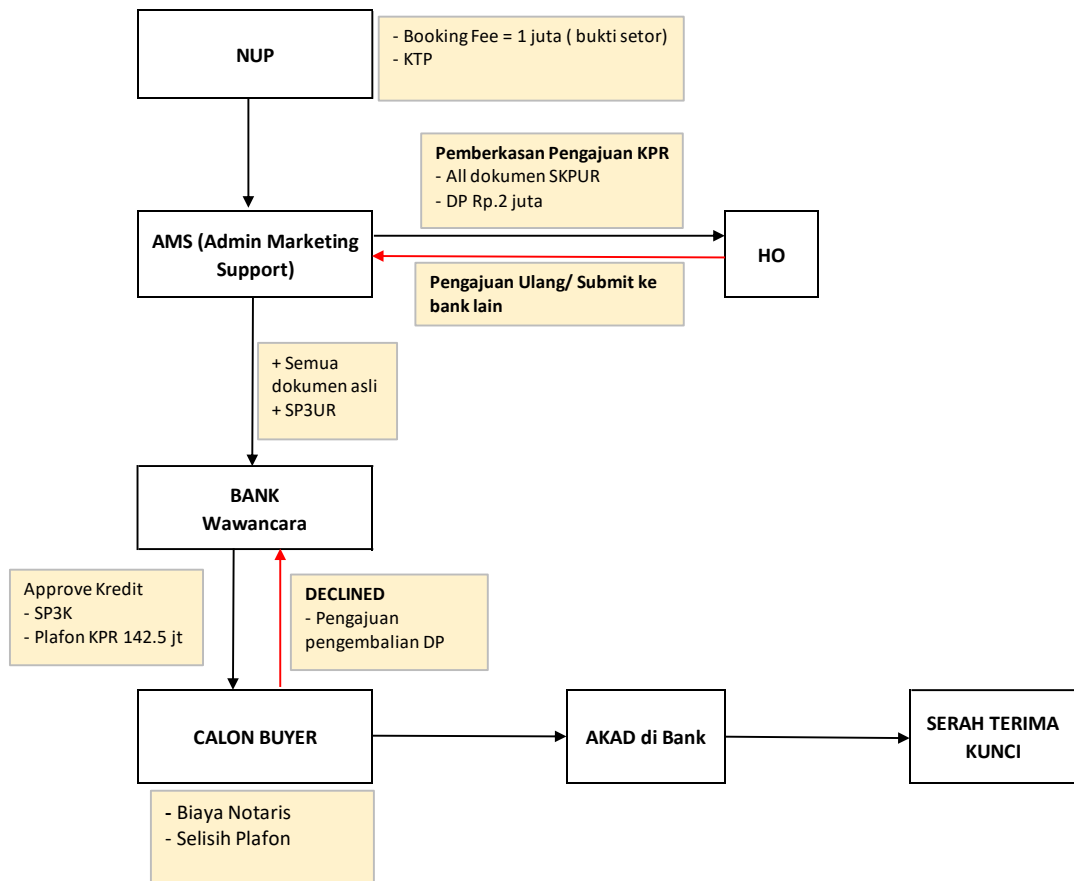 NUP
- Booking Fee = 1 juta ( bukti setor)
- KTP
Pemberkasan Pengajuan KPR
- All dokumen SKPUR
- DP Rp.2 juta
AMS (Admin Marketing
Support)
HO
Pengajuan Ulang/ Submit ke
bank lain
+ Semua
dokumen asli
+ SP3UR
BANK
Wawancara
Approve Kredit
- SP3K
- Plafon KPR 142.5 jt
DECLINED
- Pengajuan
pengembalian DP
CALON BUYER
AKAD di Bank
SERAH TERIMA
KUNCI
- Biaya Notaris
- Selisih Plafon